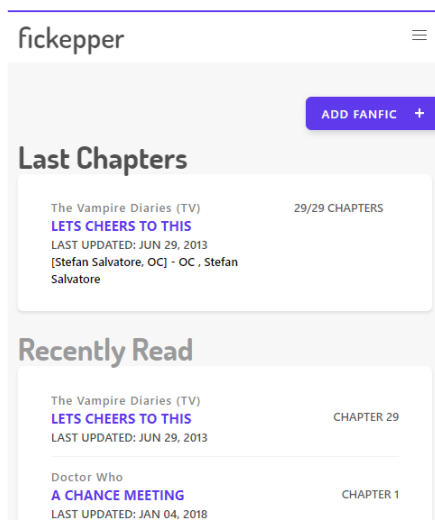 fickepper
ADD FANFIC +
Last Chapters
The Vampire Diaries (TV)
29/29 CHAPTERS
LETS CHEERS TO THIS
LAST UPDATED: JUN 29, 2013
[Stefan Salvatore, OC] - OC , Stefan
Salvatore
Recently Read
The Vampire Diaries (TV)
LETS CHEERS TO THIS
CHAPTER 29
LAST UPDATED: JUN 29, 2013
Doctor Who
A CHANCE MEETING
CHAPTER 1
LAST UPDATED: JAN 04, 2018